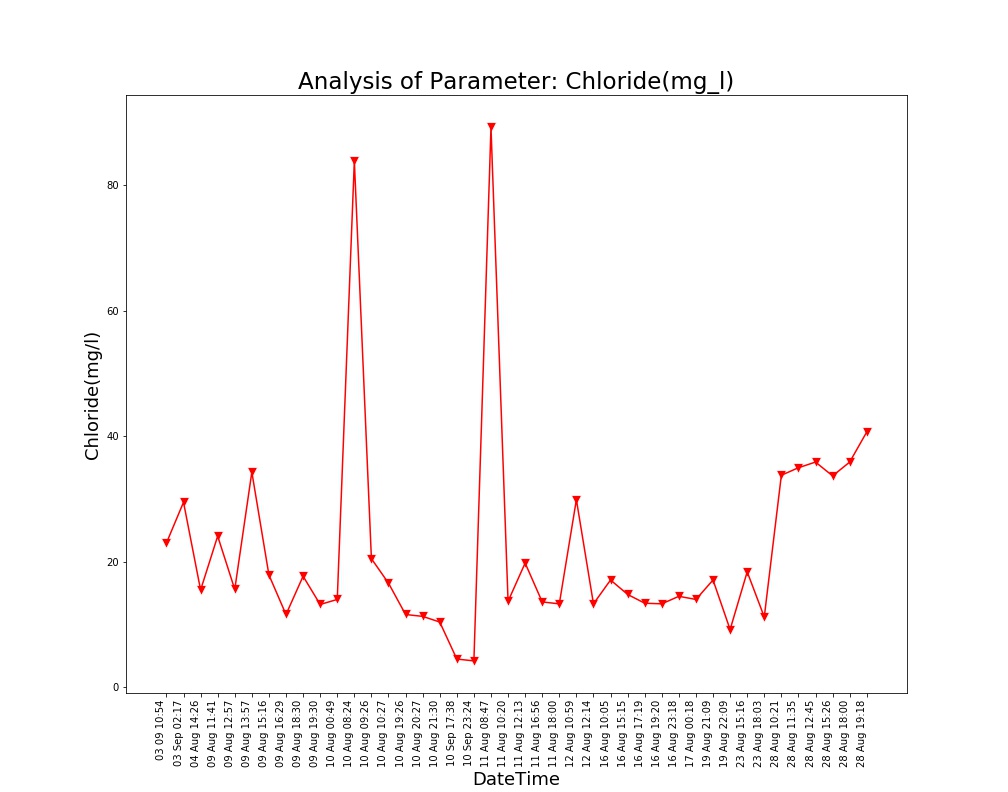 Analysis of Parameter: Chloride(mg_l)
Chloride(mg/l)
80
60
40
20
0
03 09 10:54
03 Sep 02:17
04 Aug 14:26
09 Aug 11:41
09 Aug 12:57
09 Aug 13:57
09 Aug 15:16
09 Aug 16:29
09 Aug 18:30
09 Aug 19:30
10 Aug 00:49
10 Aug 08:24
10 Aug 09:26
10 Aug 10:27
10 Aug 19:26
10 Aug 20:27
10 Aug 21:30
10 Sep 17:38
10 Sep 23:24
11 Aug 08:47
11 Aug 10:20
11 Aug 12:13
11 Aug 16:56
11 Aug 18:00
12 Aug 10:59
12 Aug 12:14
16 Aug 10:05
16 Aug 15:15
16 Aug 17:19
16 Aug 19:20
16 Aug 23:18
17 Aug 00:18
19 Aug 21:09
19 Aug 22:09
23 Aug 15:16
23 Aug 18:03
28 Aug 10:21
28 Aug 11:35
28 Aug 12:45
28 Aug 15:26
28 Aug 18:00
28 Aug 19:18
DateTime